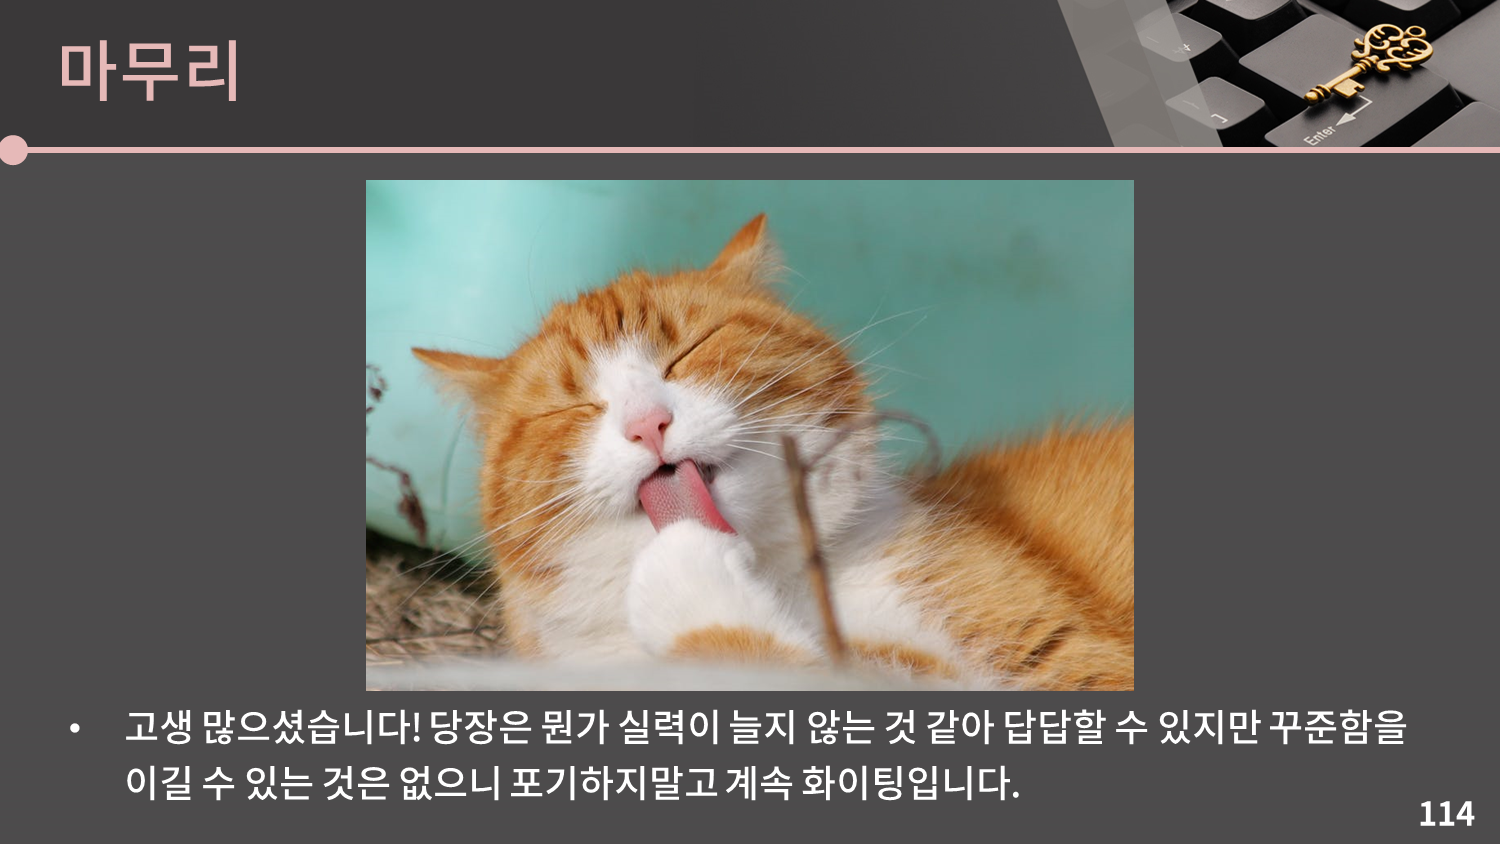 마무리
Enter
• 고생 많으셨습니다! 당장은 뭔가 실력이 늘지 않는 것 같아 답답할 수 있지만 꾸준함을
이길 수 있는 것은 없으니 포기하지말고 계속 화이팅입니다.
114